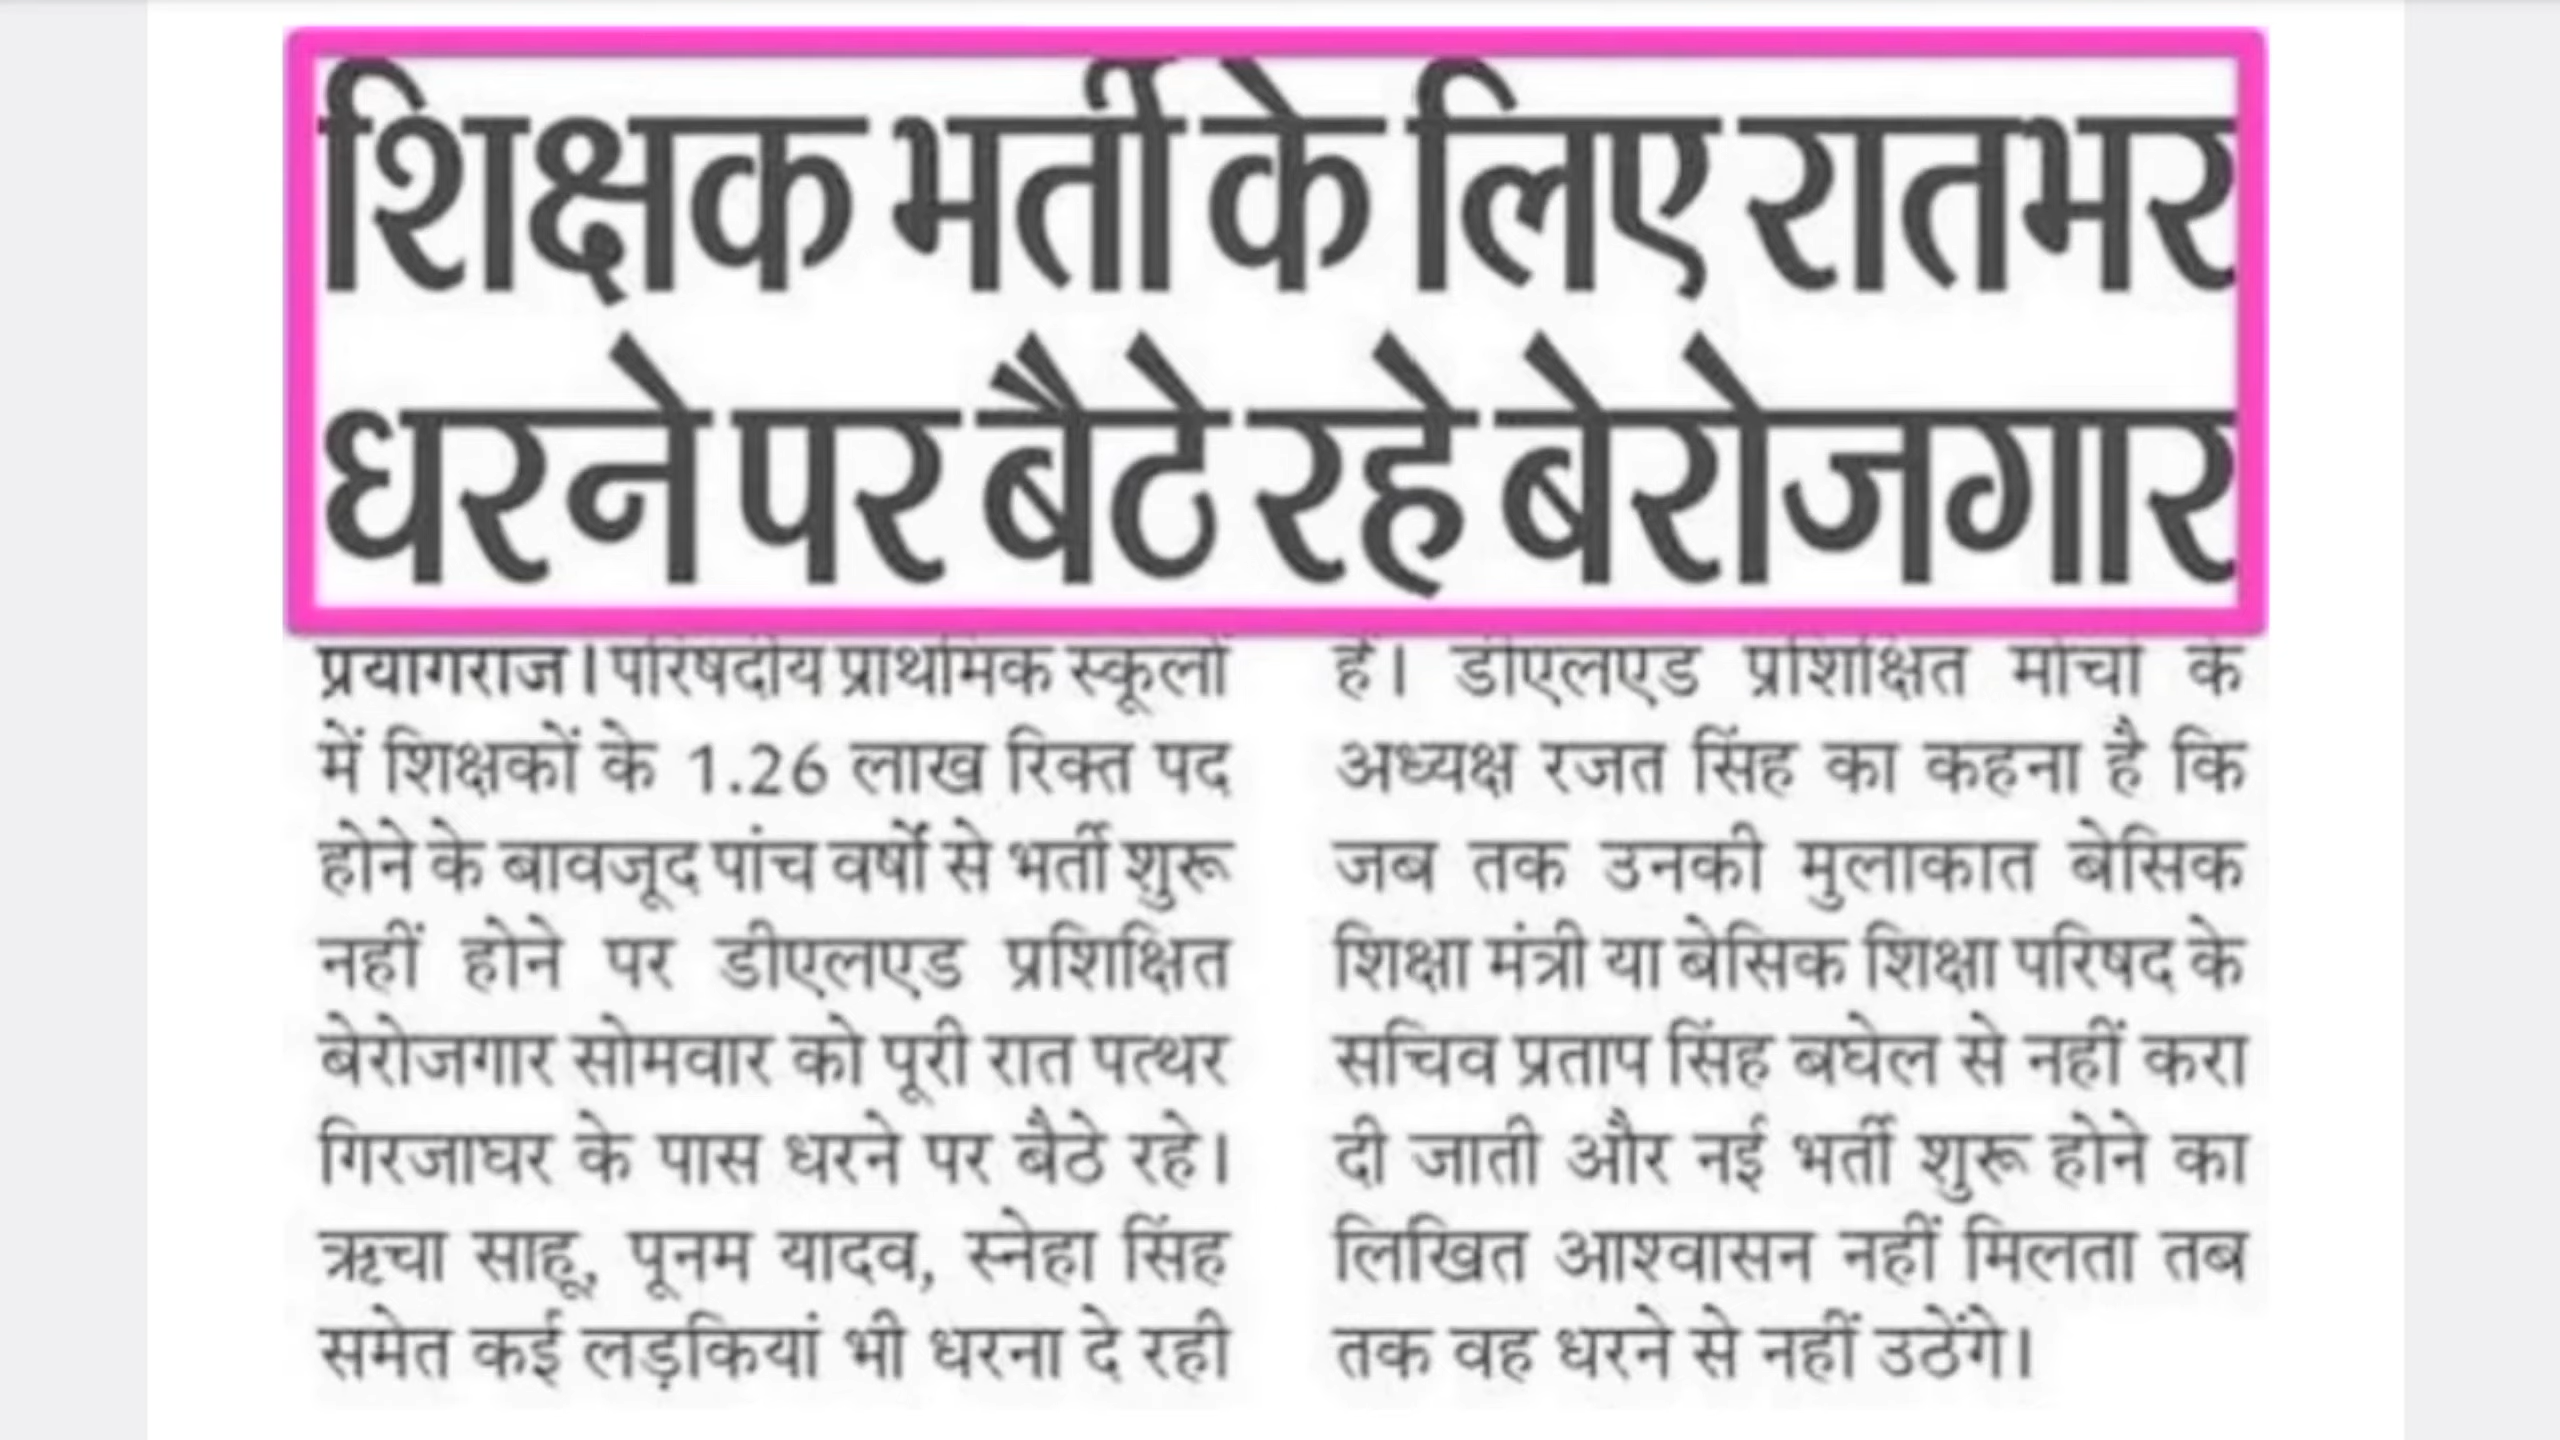 शिक्षक भर्ती के लिए रातभर
धरने पर बैठे रहे बेरोजगार
प्रयागराज। परिषदीय प्राथमिक स्कूलों
में शिक्षकों के 1.26 लाख रिक्त पद
होने के बावजूद पांच वर्षों से भर्ती शुरू
नहीं होने पर डीएलएड प्रशिक्षित
बेरोजगार सोमवार को पूरी रात पत्थर
गिरजाघर के पास धरने पर बैठे रहे।
ऋचा साहू, पूनम यादव, स्नेहा सिंह
समेत कई लड़कियां भी धरना दे रही
हैं। डीएलएड प्रशिक्षित मोर्चा के
अध्यक्ष रजत सिंह का कहना है कि
जब तक उनकी मुलाकात बेसिक
शिक्षा मंत्री या बेसिक शिक्षा परिषद के
सचिव प्रताप सिंह बघेल से नहीं करा
दी जाती और नई भर्ती शुरू होने का
लिखित आश्वासन नहीं मिलता तब
तक वह धरने से नहीं उठेंगे।